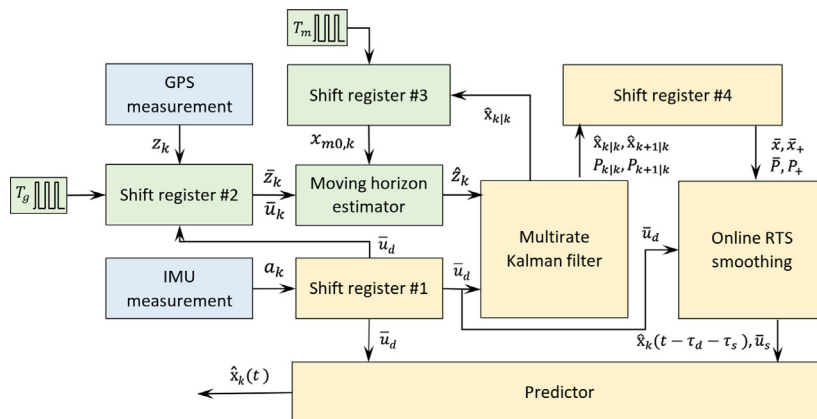 T_m
GPS
measurement
Shift register #3
Shift register #4
x̂_{k|k}
x̂_{k|k}, x̂_{k+1|k}
P_{k|k}, P_{k+1|k}
x̄, x̄_+
P̄, P_+
z_k
x_{m0,k}
T_g
Shift register #2
z̄_k
ū_k
Moving horizon
estimator
ẑ_k
Multirate
Kalman filter
ū_d
Online RTS
smoothing
ū_d
IMU
measurement
a_k
Shift register #1
ū_d
ū_d
x̂_k(t − τ_d − τ_s), ū_s
x̂_k(t)
Predictor